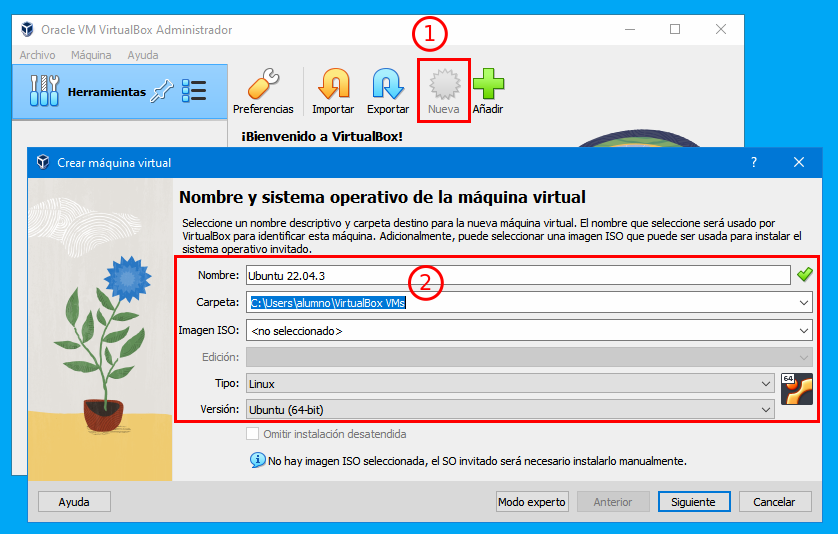 Oracle VM VirtualBox Administrador
1
Archivo Máquina Ayuda
Herramientas
Preferencias Importar Exportar Nueva Añadir
¡Bienvenido a VirtualBox!
Crear máquina virtual
?
Nombre y sistema operativo de la máquina virtual
Seleccione un nombre descriptivo y carpeta destino para la nueva máquina virtual. El nombre que seleccione será usado por
VirtualBox para identificar esta máquina. Adicionalmente, puede seleccionar una imagen ISO que puede ser usada para instalar el
sistema operativo invitado.
Nombre: Ubuntu 22.04.3
2
Carpeta: C:\Users\alumno\VirtualBox VMs
Imagen ISO: <no seleccionado>
Edición:
Tipo: Linux
64
Versión: Ubuntu (64-bit)
Omitir instalación desatendida
No hay imagen ISO seleccionada, el SO invitado será necesario instalarlo manualmente.
Ayuda Modo experto Anterior Siguiente Cancelar